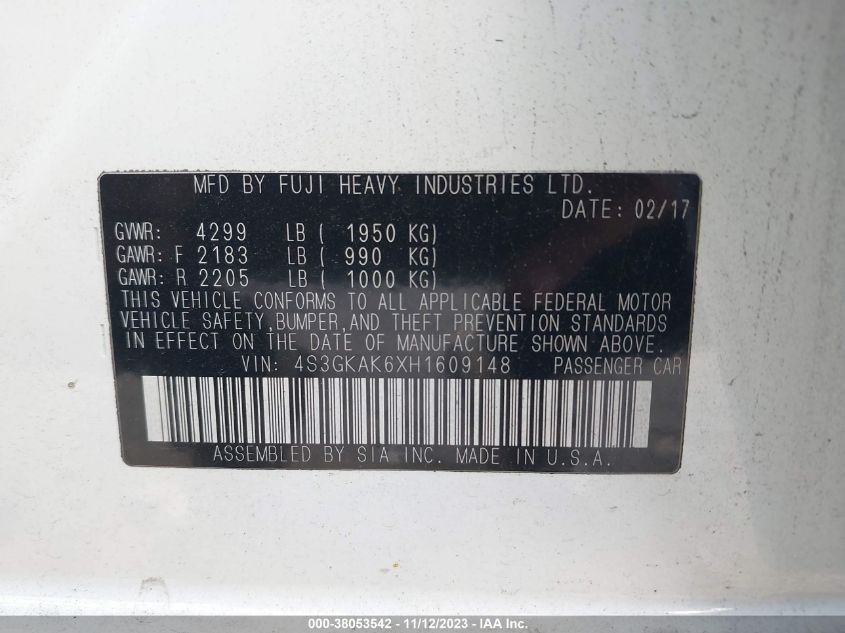 MFD BY FUJI HEAVY INDUSTRIES LTD.
DATE: 02/17
GVWR: 4299 LB ( 1950 KG)
GAWR: F 2183 LB ( 990 KG)
GAWR: R 2205 LB ( 1000 KG)
THIS VEHICLE CONFORMS TO ALL APPLICABLE FEDERAL MOTOR
VEHICLE SAFETY,BUMPER,AND THEFT PREVENTION STANDARDS
IN EFFECT ON THE DATE OF MANUFACTURE SHOWN ABOVE.
VIN: 4S3GKAK6XH1609148 PASSENGER CAR
ASSEMBLED BY SIA INC. MADE IN U.S.A.
000-38053542 - 11/12/2023 - IAA Inc.